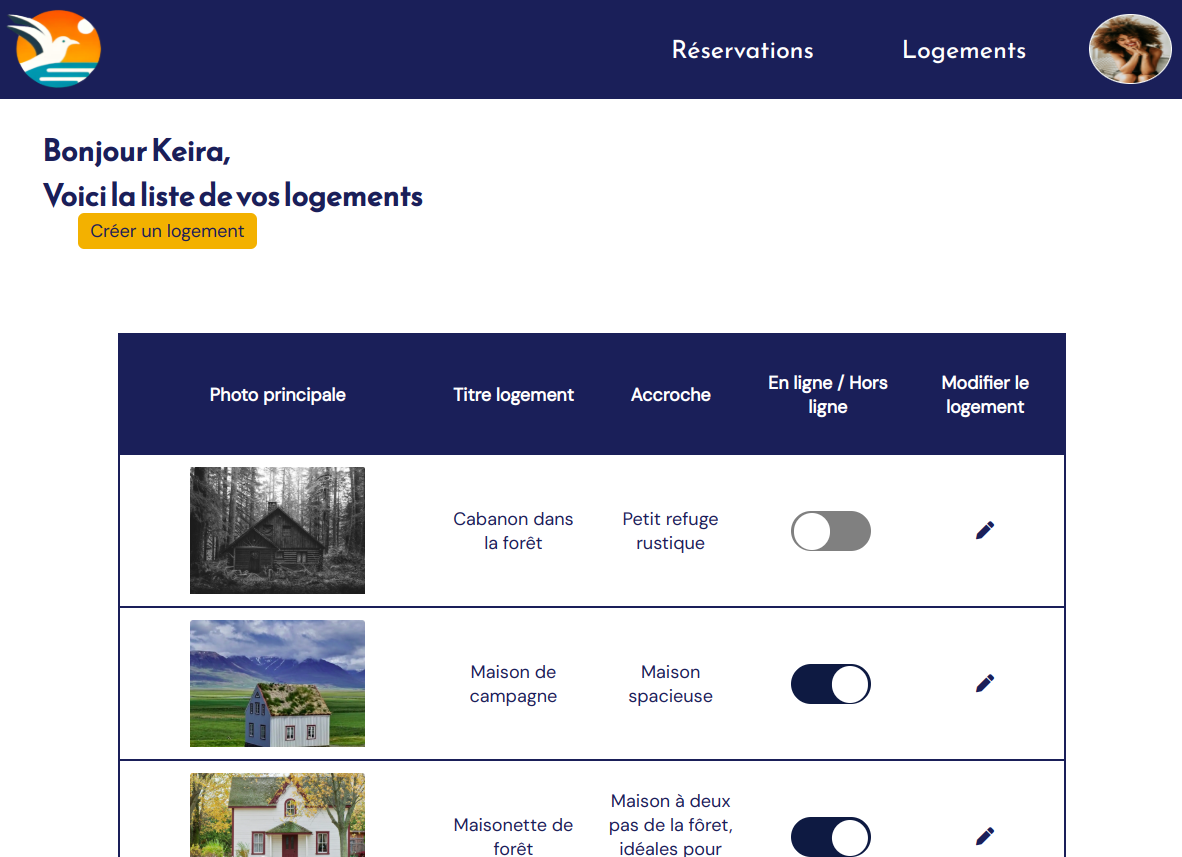 Réservations
Logements
Bonjour Keira,
Voici la liste de vos logements
Créer un logement
Photo principale
Titre logement
Accroche
En ligne / Hors
ligne
Modifier le
logement
Cabanon dans
la forêt
Petit refuge
rustique
Maison de
campagne
Maison
spacieuse
Maisonette de
forêt
Maison à deux
pas de la fôret,
idéales pour